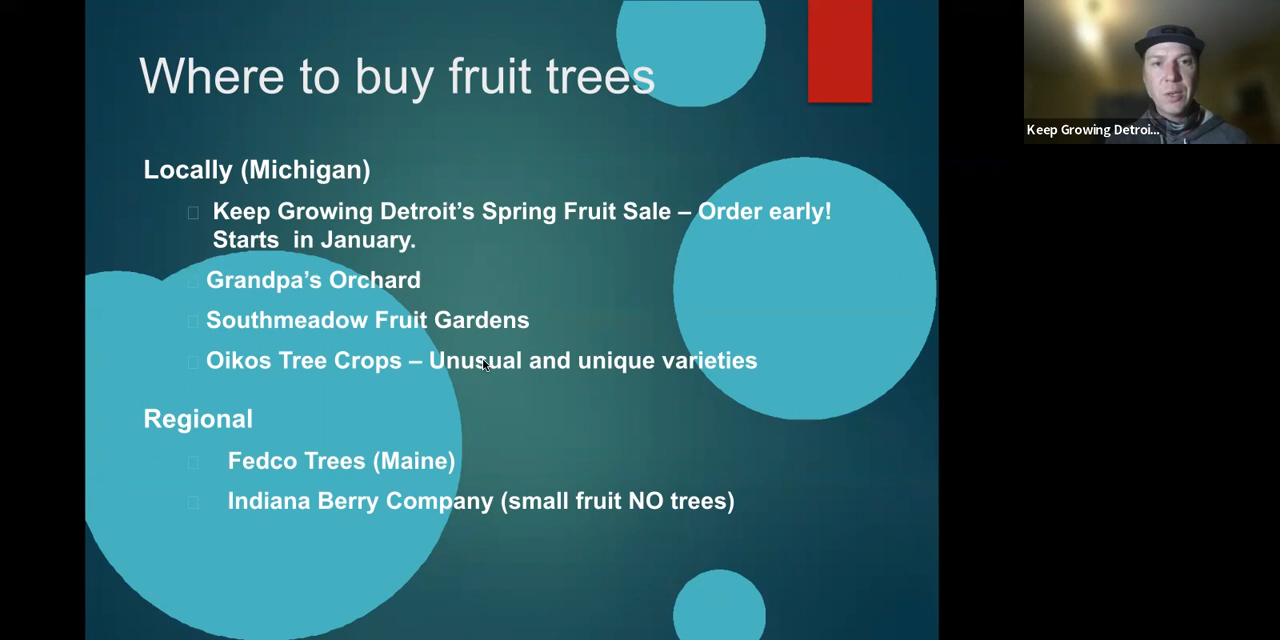 Where to buy fruit trees
Locally (Michigan)
Keep Growing Detroit’s Spring Fruit Sale – Order early!
Starts  in January.
Grandpa’s Orchard
Southmeadow Fruit Gardens
Oikos Tree Crops – Unusual and unique varieties
Regional
Fedco Trees (Maine)
Indiana Berry Company (small fruit NO trees)
Keep Growing Detroi...